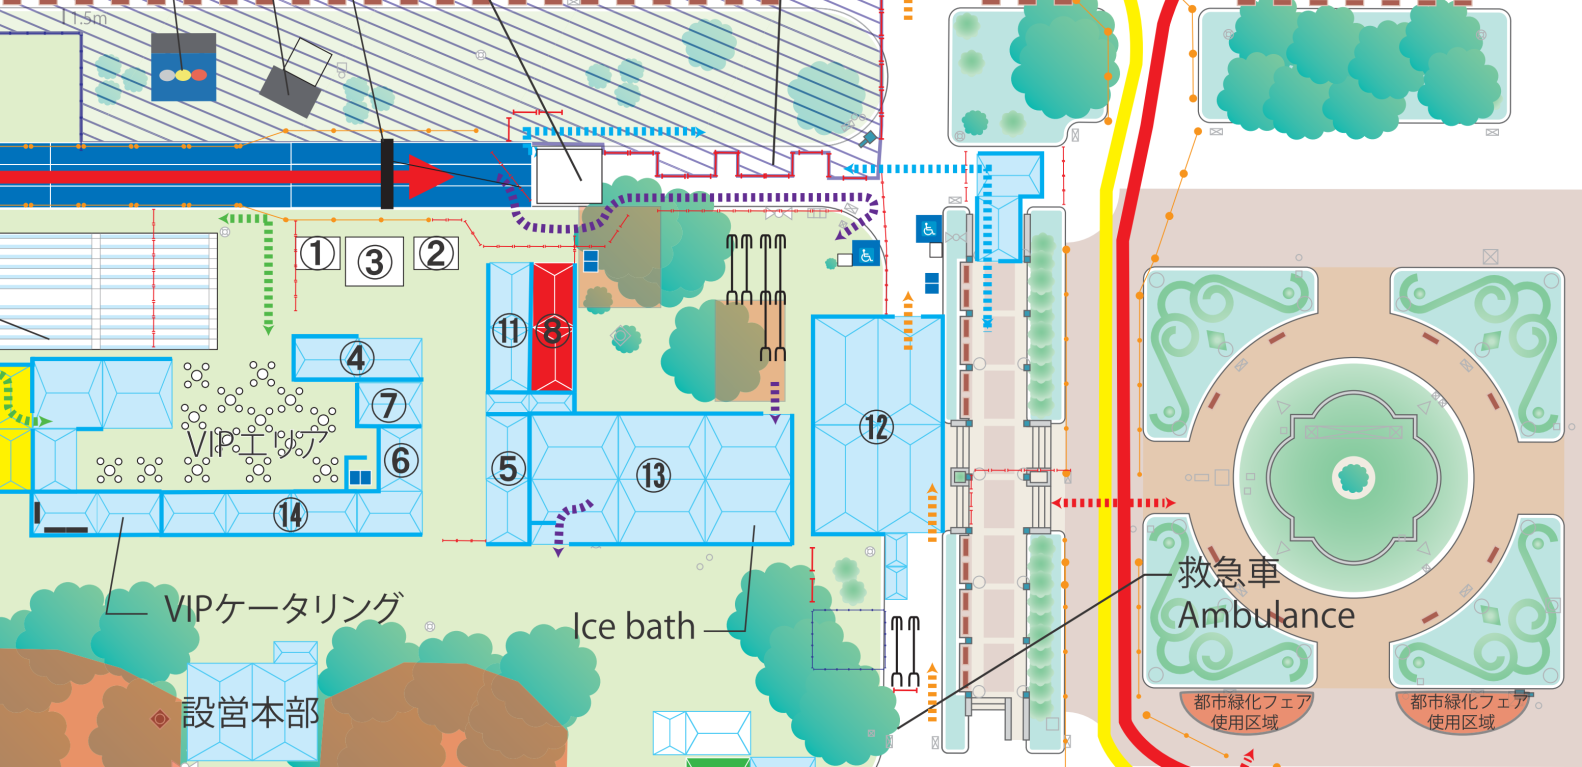 11.5m
①
③
②
⑪
⑧
④
⑦
⑫
VIPエリア
⑥
⑤
⑬
⑭
救急車
Ambulance
VIPケータリング
Ice bath
設営本部
都市緑化フェア
使用区域
都市緑化フェア
使用区域